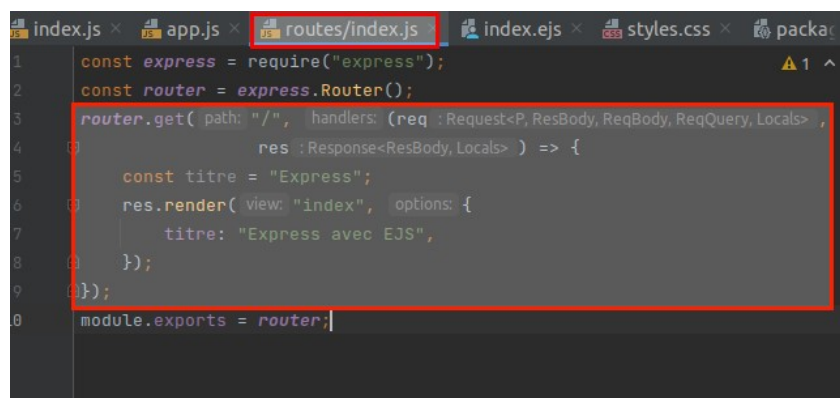 index.js app.js routes/index.js index.ejs styles.css
1 const express = require("express"); 1
2 const router = express.Router();
3 router.get( path: "/", handlers: (req : Request<P, ResBody, ReqBody, ReqQuery, Locals> ,
4 res : Response<ResBody, Locals> ) => {
5 const titre = "Express";
6 res.render( view: "index", options: {
7 titre: "Express avec EJS",
8 });
9 });
module.exports = router;